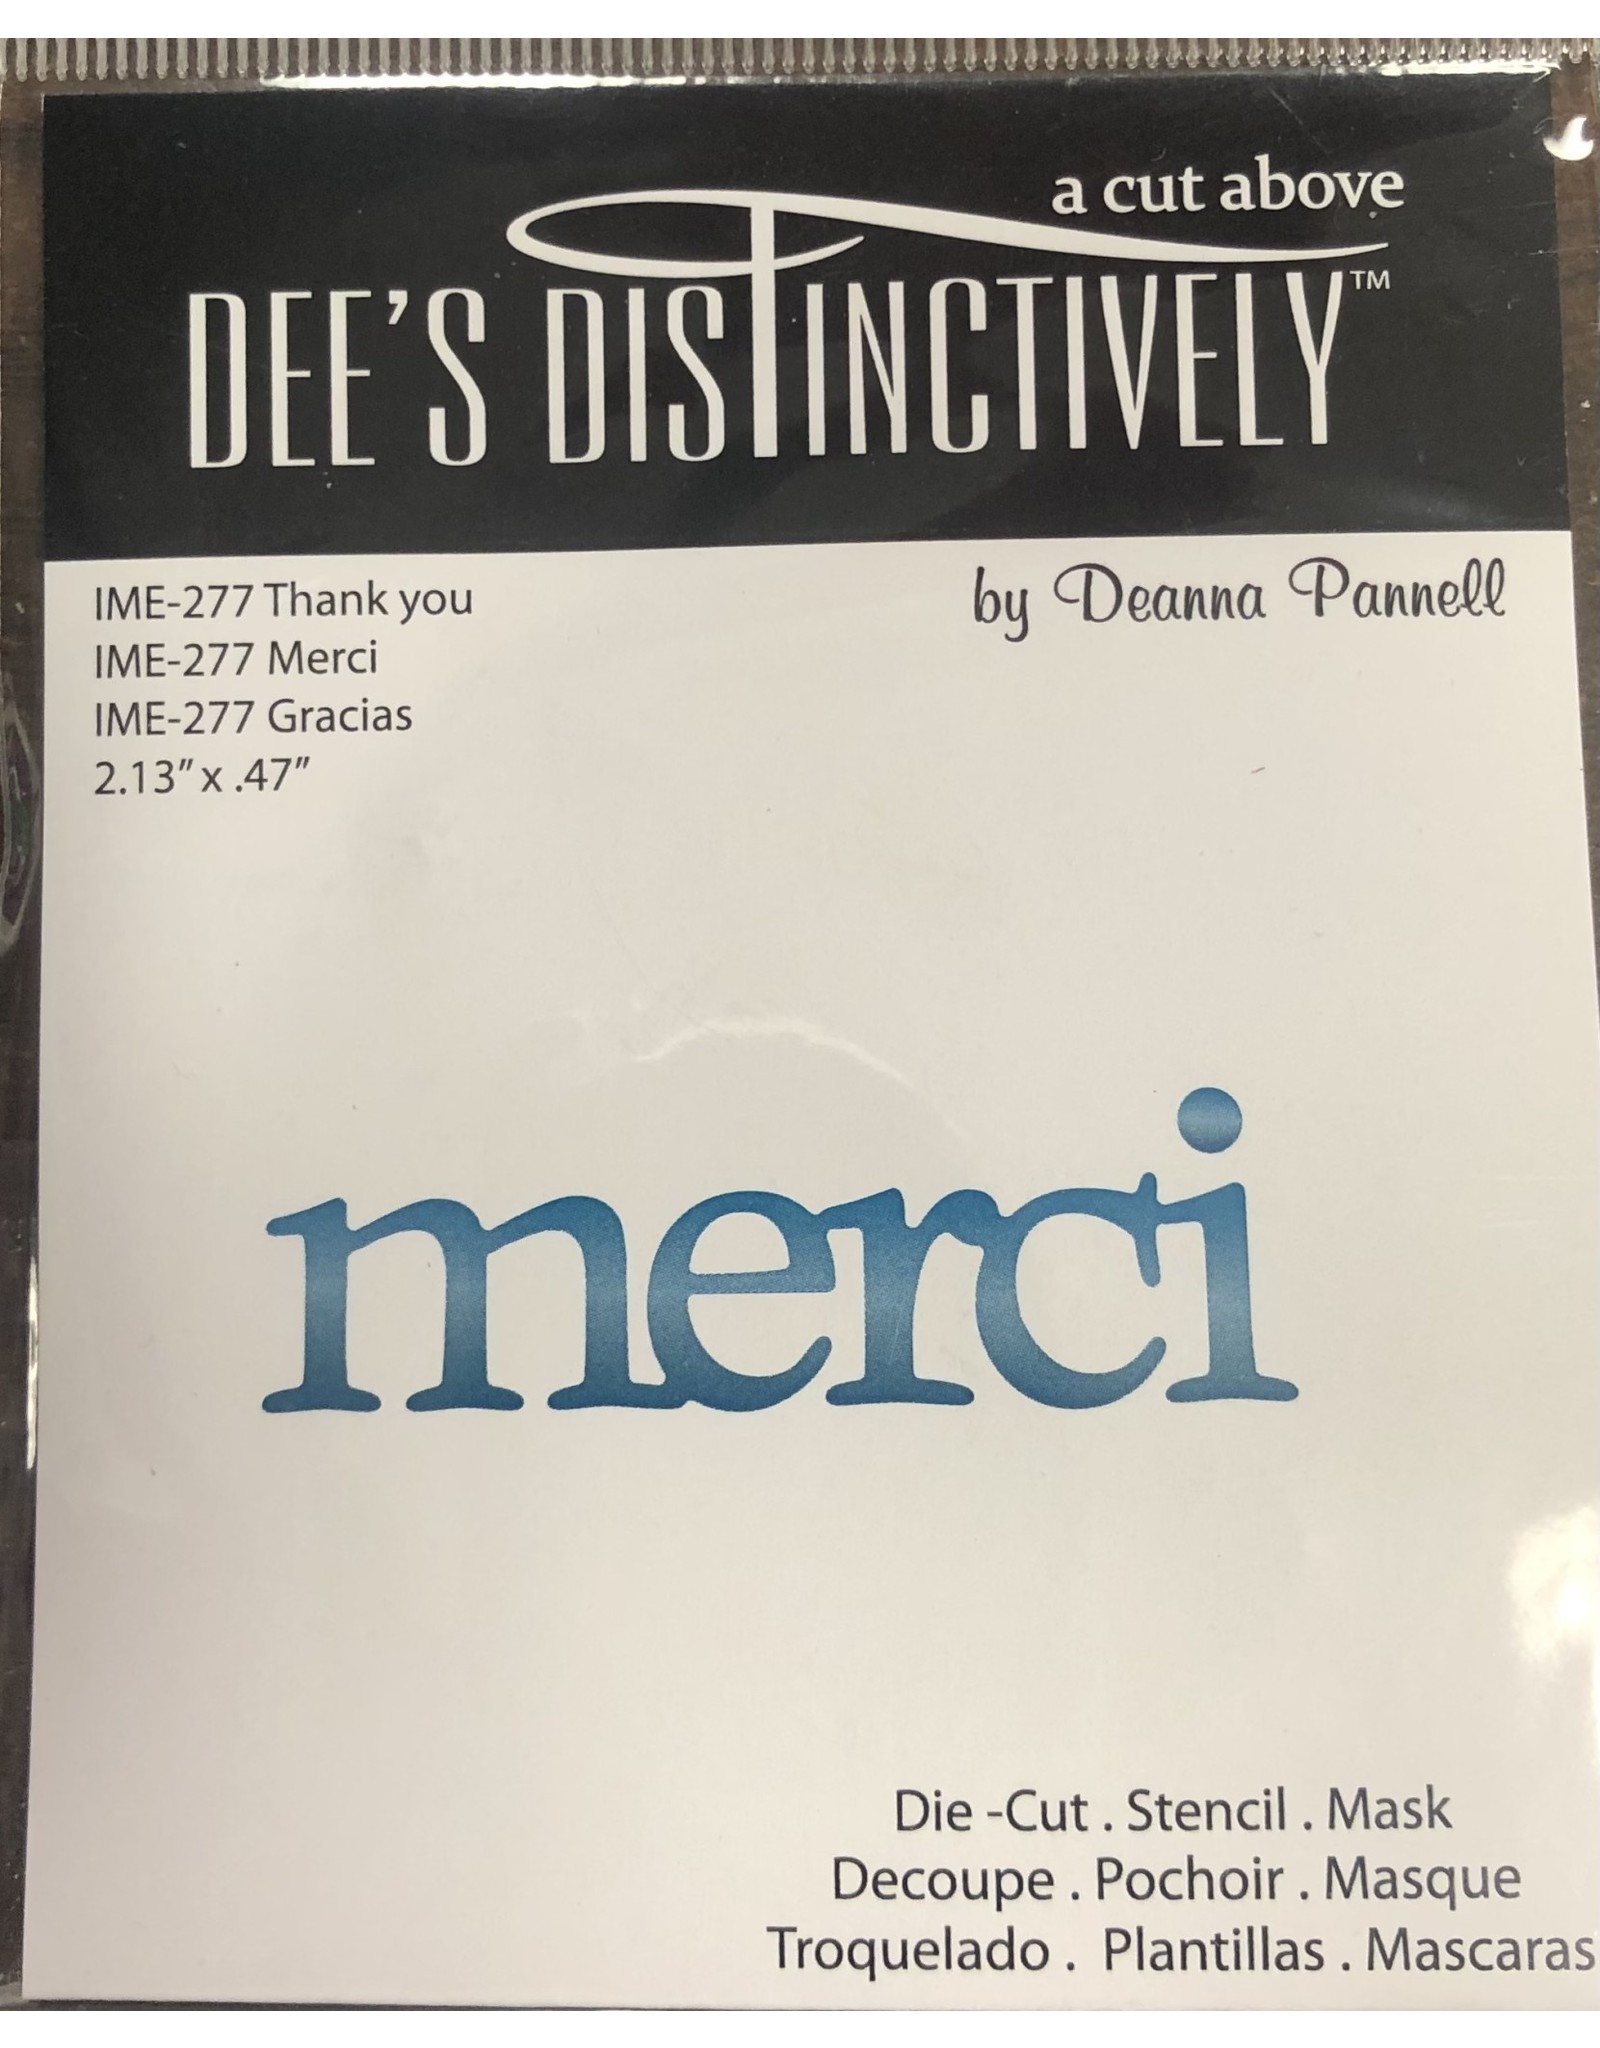 a cut above
DEE'S DISTINCTIVELY™
by Deanna Pannell
IME-277 Thank you
IME-277 Merci
IME-277 Gracias
2.13" x .47"
merci
Die -Cut . Stencil . Mask
Decoupe . Pochoir . Masque
Troquelado . Plantillas . Mascaras